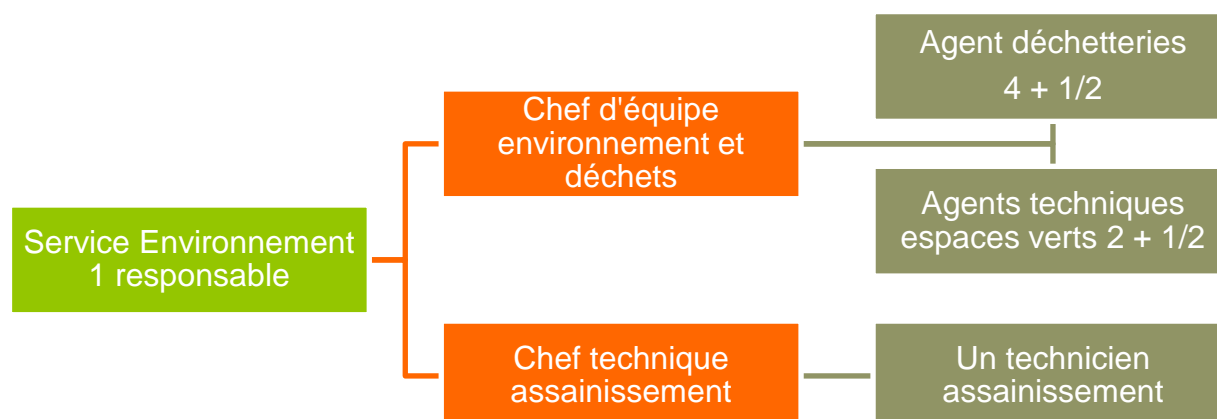 Service Environnement
1 responsable
Chef d'équipe
environnement et
déchets
Agent déchetteries
4 + 1/2
Agents techniques
espaces verts 2 + 1/2
Chef technique
assainissement
Un technicien
assainissement